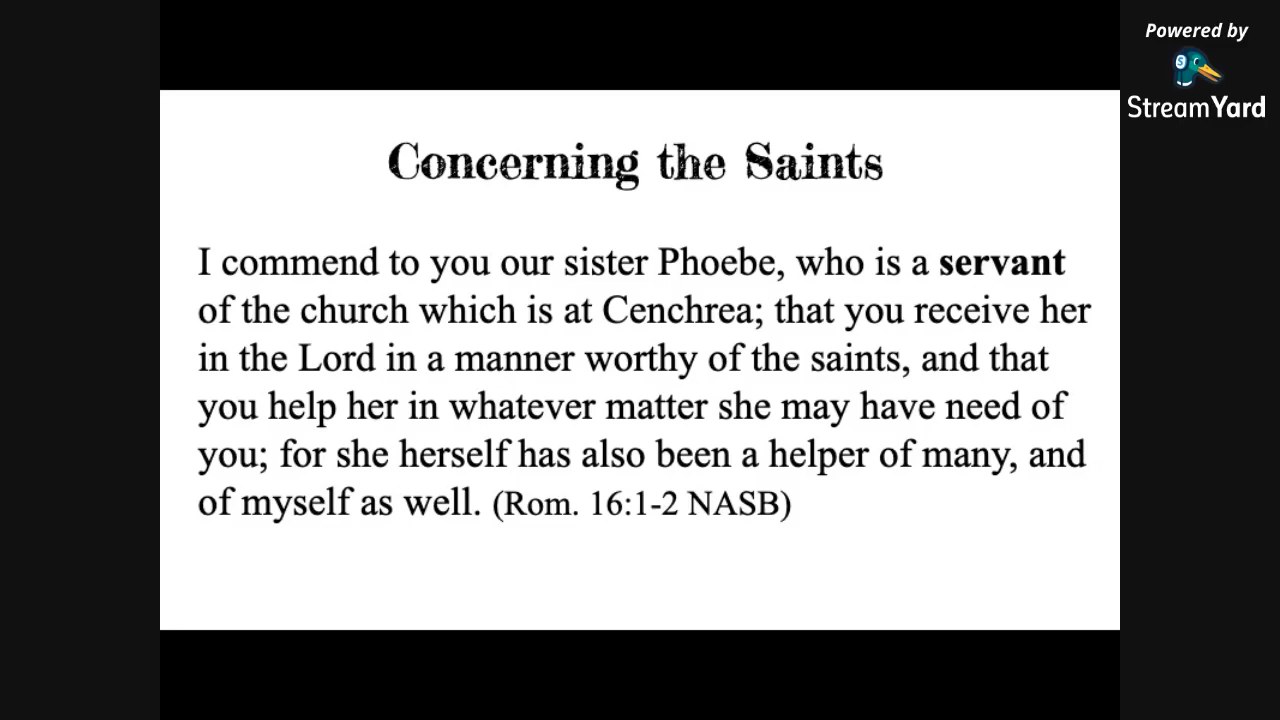 Powered by
S
StreamYard
Concerning the Saints
I commend to you our sister Phoebe, who is a servant
of the church which is at Cenchrea; that you receive her
in the Lord in a manner worthy of the saints, and that
you help her in whatever matter she may have need of
you; for she herself has also been a helper of many, and
of myself as well. (Rom. 16:1-2 NASB)